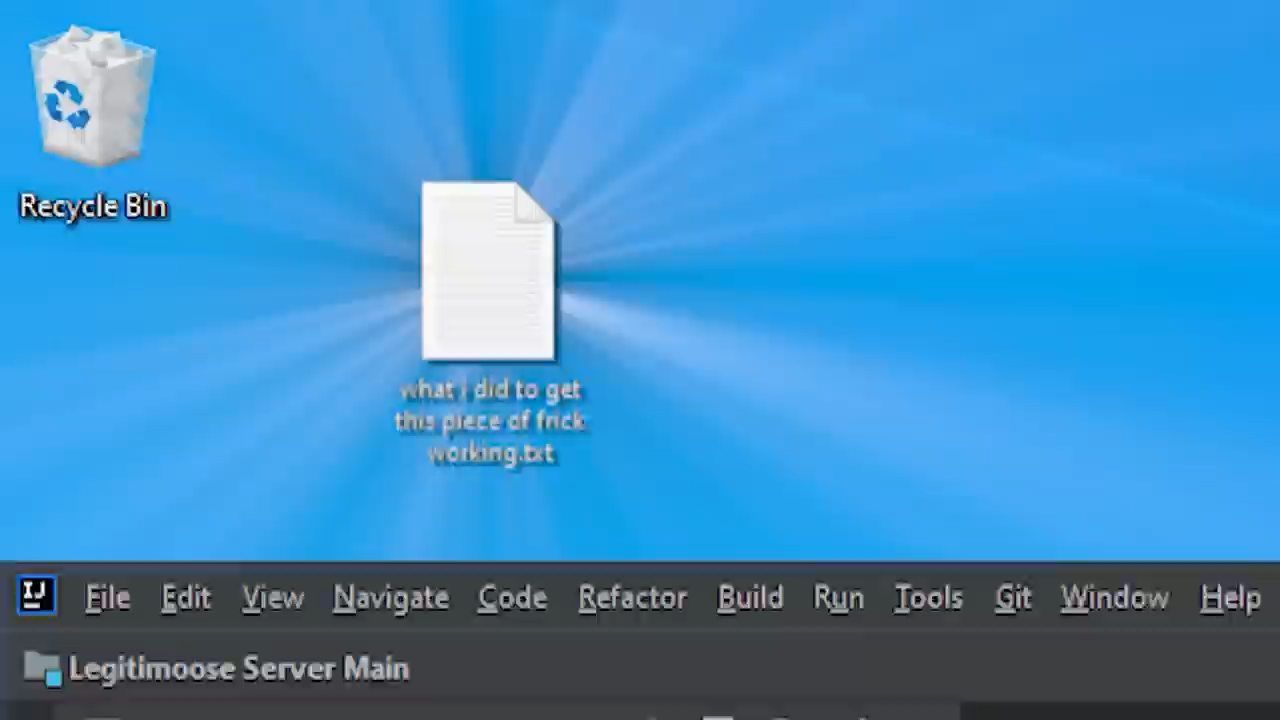 Recycle Bin
what i did to get
this piece of frick
working.txt
IJ
File Edit View Navigate Code Refactor Build Run Tools Git Window Help
Legitimoose Server Main